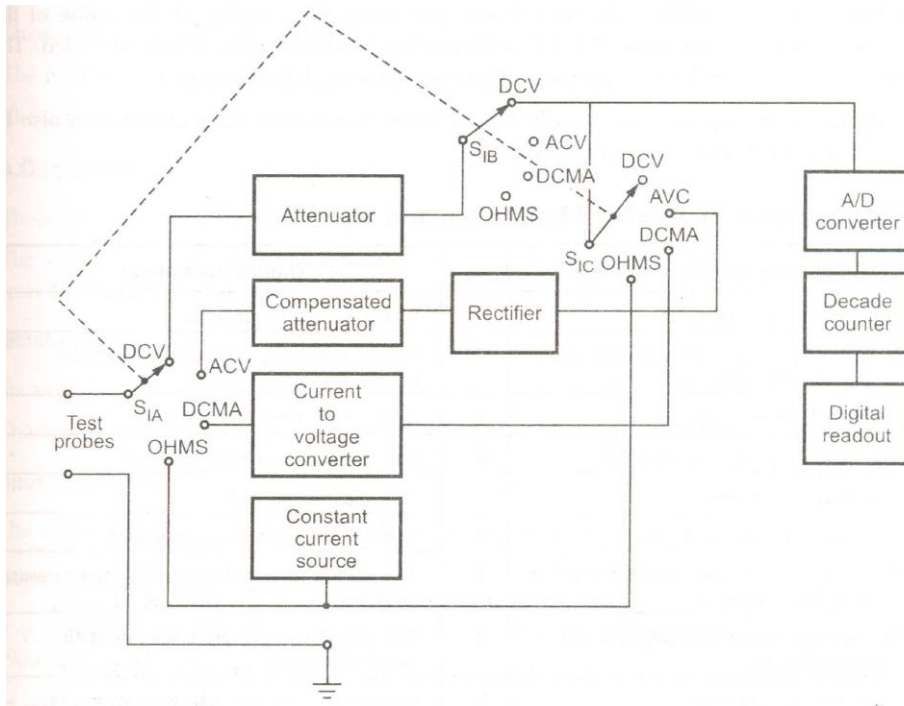 DCV
S_IB
ACV
DCMA
OHMS
DCV
AVC
DCMA
S_IC
OHMS
Attenuator
A/D
converter
Compensated
attenuator
Rectifier
Decade
counter
DCV
ACV
S_IA
DCMA
OHMS
Test
probes
Current
to
voltage
converter
Digital
readout
Constant
current
source